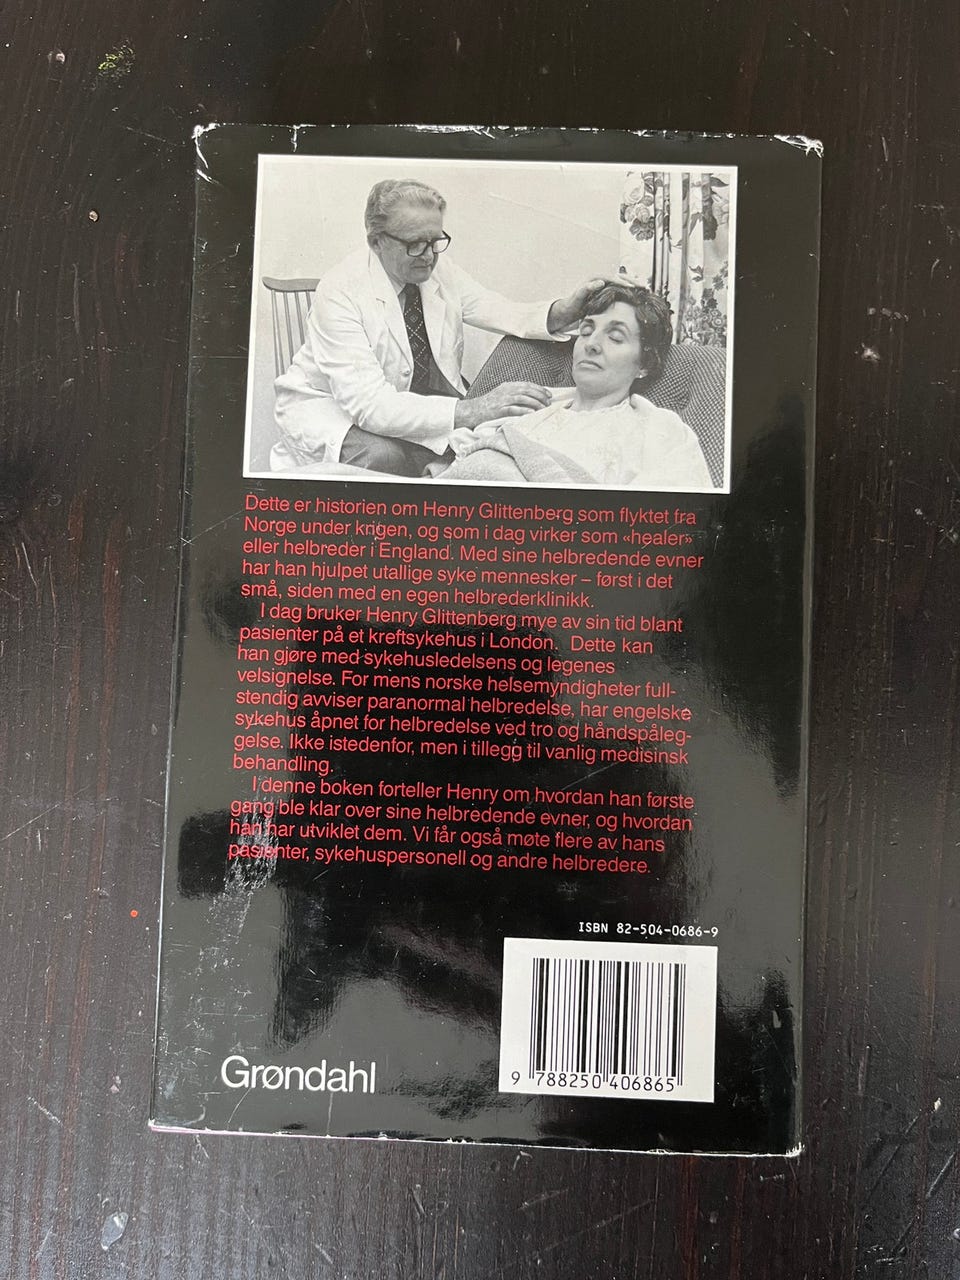 Dette er historien om Henry Glittenberg som flyktet fra
Norge under krigen, og som i dag virker som «healer»
eller helbreder i England. Med sine helbredende evner
har han hjulpet utallige syke mennesker – først i det
små, siden med en egen helbrederklinikk.
I dag bruker Henry Glittenberg mye av sin tid blant
pasienter på et kreftsykehus i London. Dette kan
han gjøre med sykehusledelsens og legenes
velsignelse. For mens norske helsemyndigheter full-
stendig avviser paranormal helbredelse, har engelske
sykehus åpnet for helbredelse ved tro og håndspåleg-
gelse. Ikke istedenfor, men i tillegg til vanlig medisinsk
behandling.
I denne boken forteller Henry om hvordan han første
gang ble klar over sine helbredende evner, og hvordan
han har utviklet dem. Vi får også møte flere av hans
pasienter, sykehuspersonell og andre helbredere.
ISBN 82-504-0686-9
9 788250 406865
Grøndahl